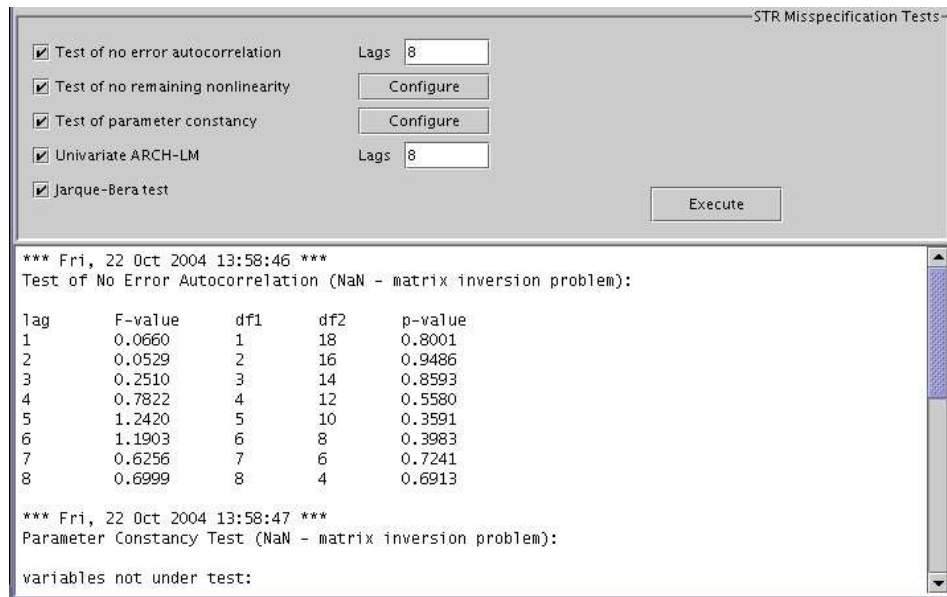 STR Misspecification Tests
Test of no error autocorrelation Lags 8
Test of no remaining nonlinearity Configure
Test of parameter constancy Configure
Univariate ARCH-LM Lags 8
Jarque-Bera test
Execute
*** Fri, 22 Oct 2004 13:58:46 ***
Test of No Error Autocorrelation (NaN - matrix inversion problem):
lag F-value df1 df2 p-value
1 0.0660 1 18 0.8001
2 0.0529 2 16 0.9486
3 0.2510 3 14 0.8593
4 0.7822 4 12 0.5580
5 1.2420 5 10 0.3591
6 1.1903 6 8 0.3983
7 0.6256 7 6 0.7241
8 0.6999 8 4 0.6913
*** Fri, 22 Oct 2004 13:58:47 ***
Parameter Constancy Test (NaN - matrix inversion problem):
variables not under test: